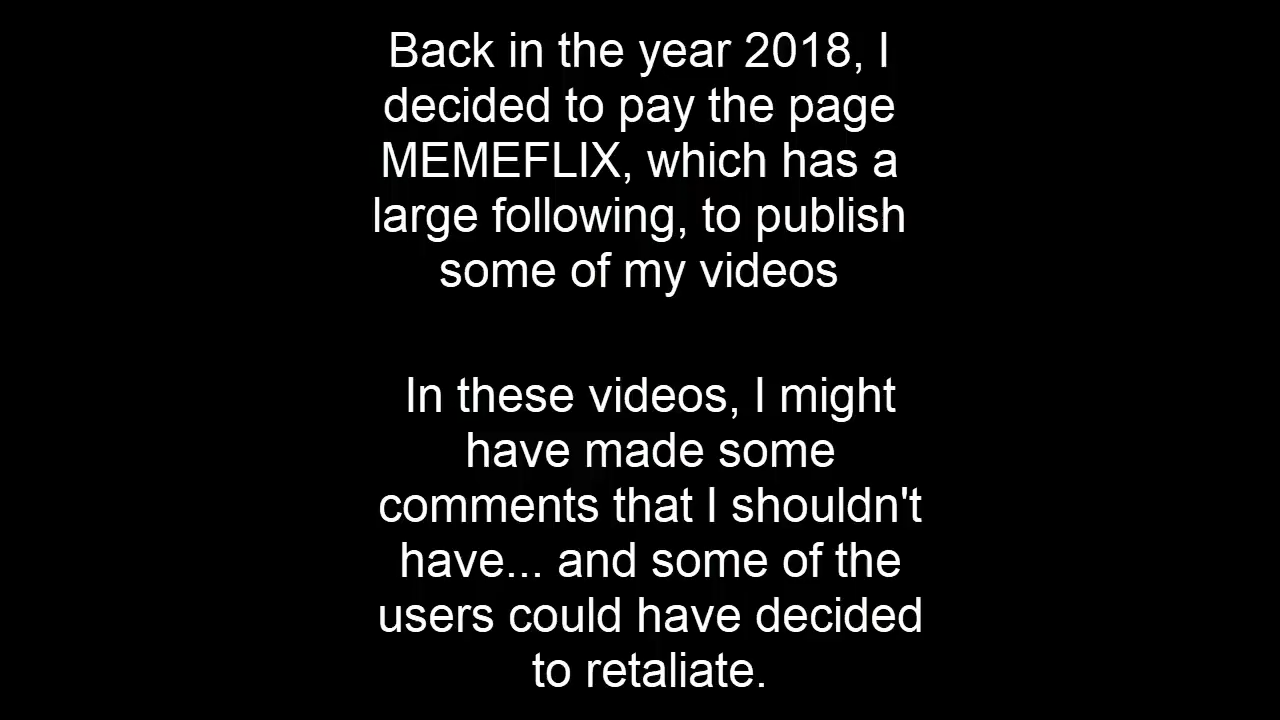 Back in the year 2018, I
decided to pay the page
MEMEFLIX, which has a
large following, to publish
some of my videos
In these videos, I might
have made some
comments that I shouldn't
have... and some of the
users could have decided
to retaliate.